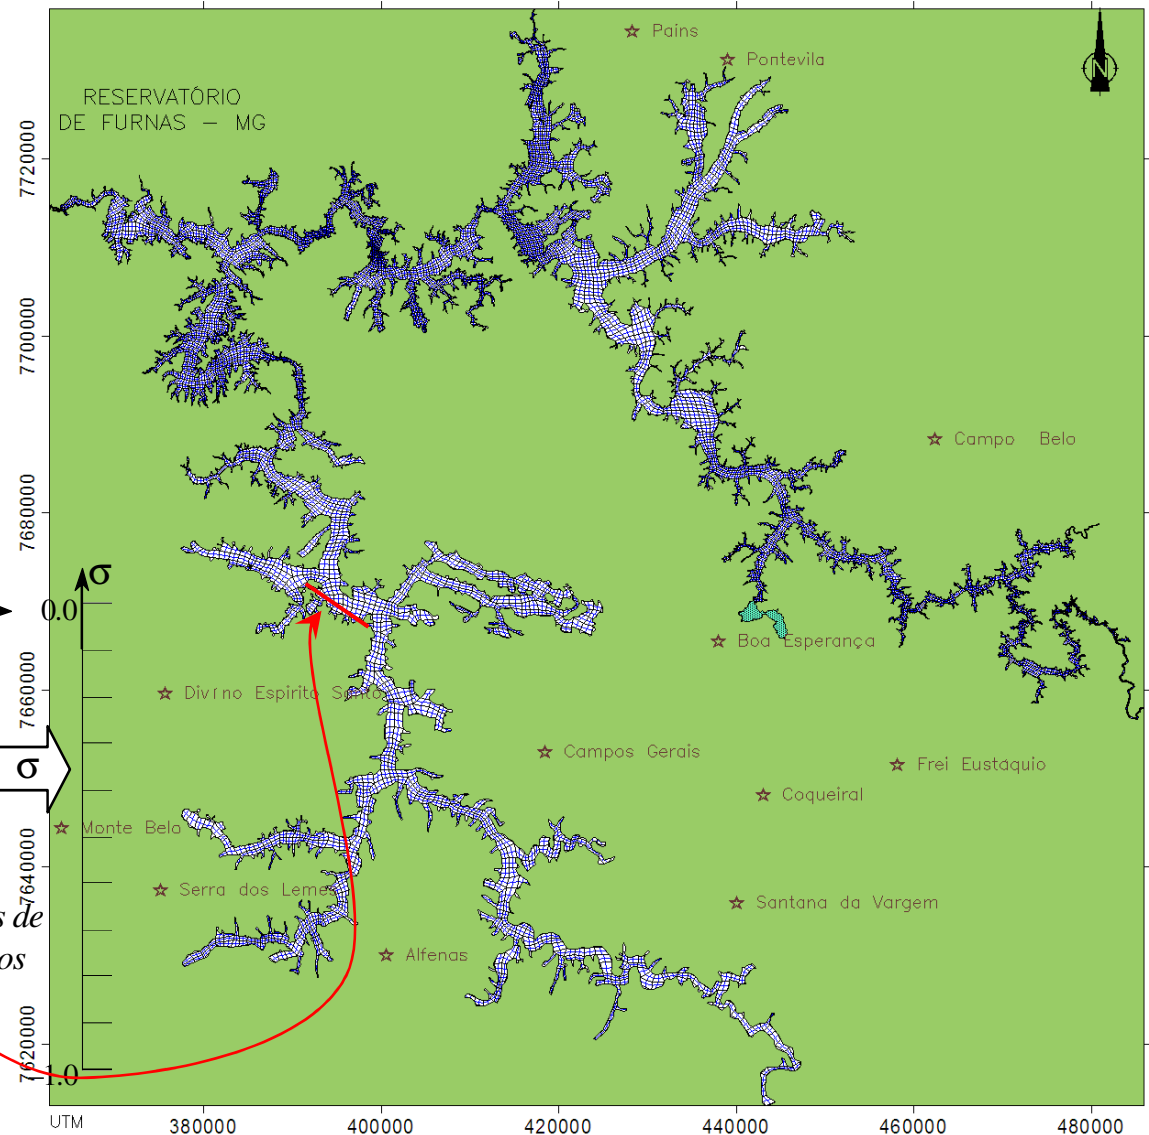 Pains
Pontevila
RESERVATÓRIO
DE FURNAS — MG
N
7720000
7700000
Campo Belo
7680000
σ
0.0
Boa Esperança
7660000
Divino Espirito Santo
Campos Gerais
Frei Eustáquio
σ
Coqueiral
Monte Belo
7640000
Serra dos Lemes
Santana da Vargem
s de
os
Alfenas
7620000
-1.0
UTM
380000 400000 420000 440000 460000 480000